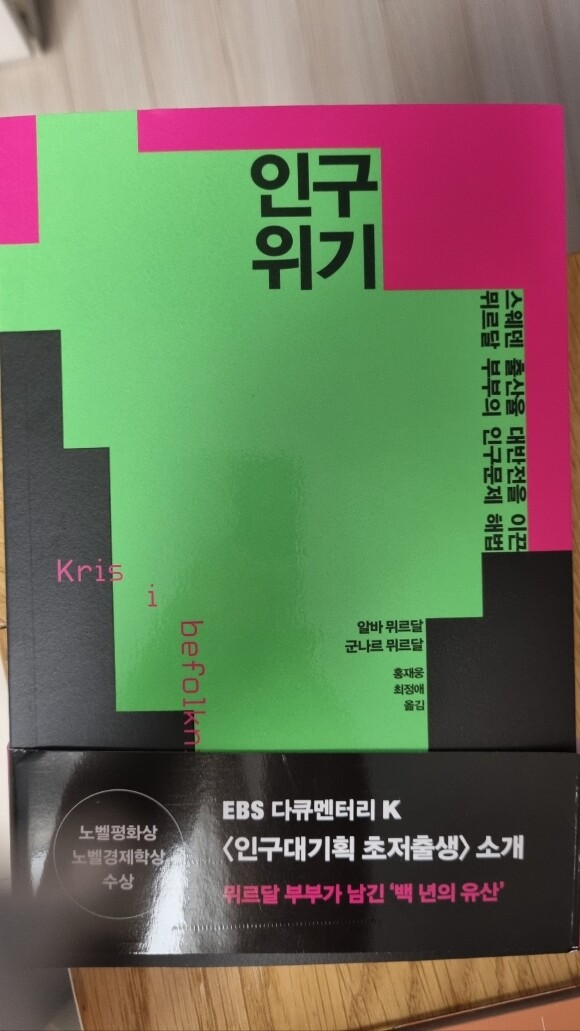 인구
위기
스웨덴 출산율 대반전을 이끈
뮈르달 부부의 인구문제 해법
Kris
i
befolkn
알바 뮈르달
군나르 뮈르달
홍재웅
최정애
옮김
노벨평화상
노벨경제학상
수상
EBS 다큐멘터리 K
〈인구대기획 초저출생〉 소개
뮈르달 부부가 남긴 ‘백 년의 유산’